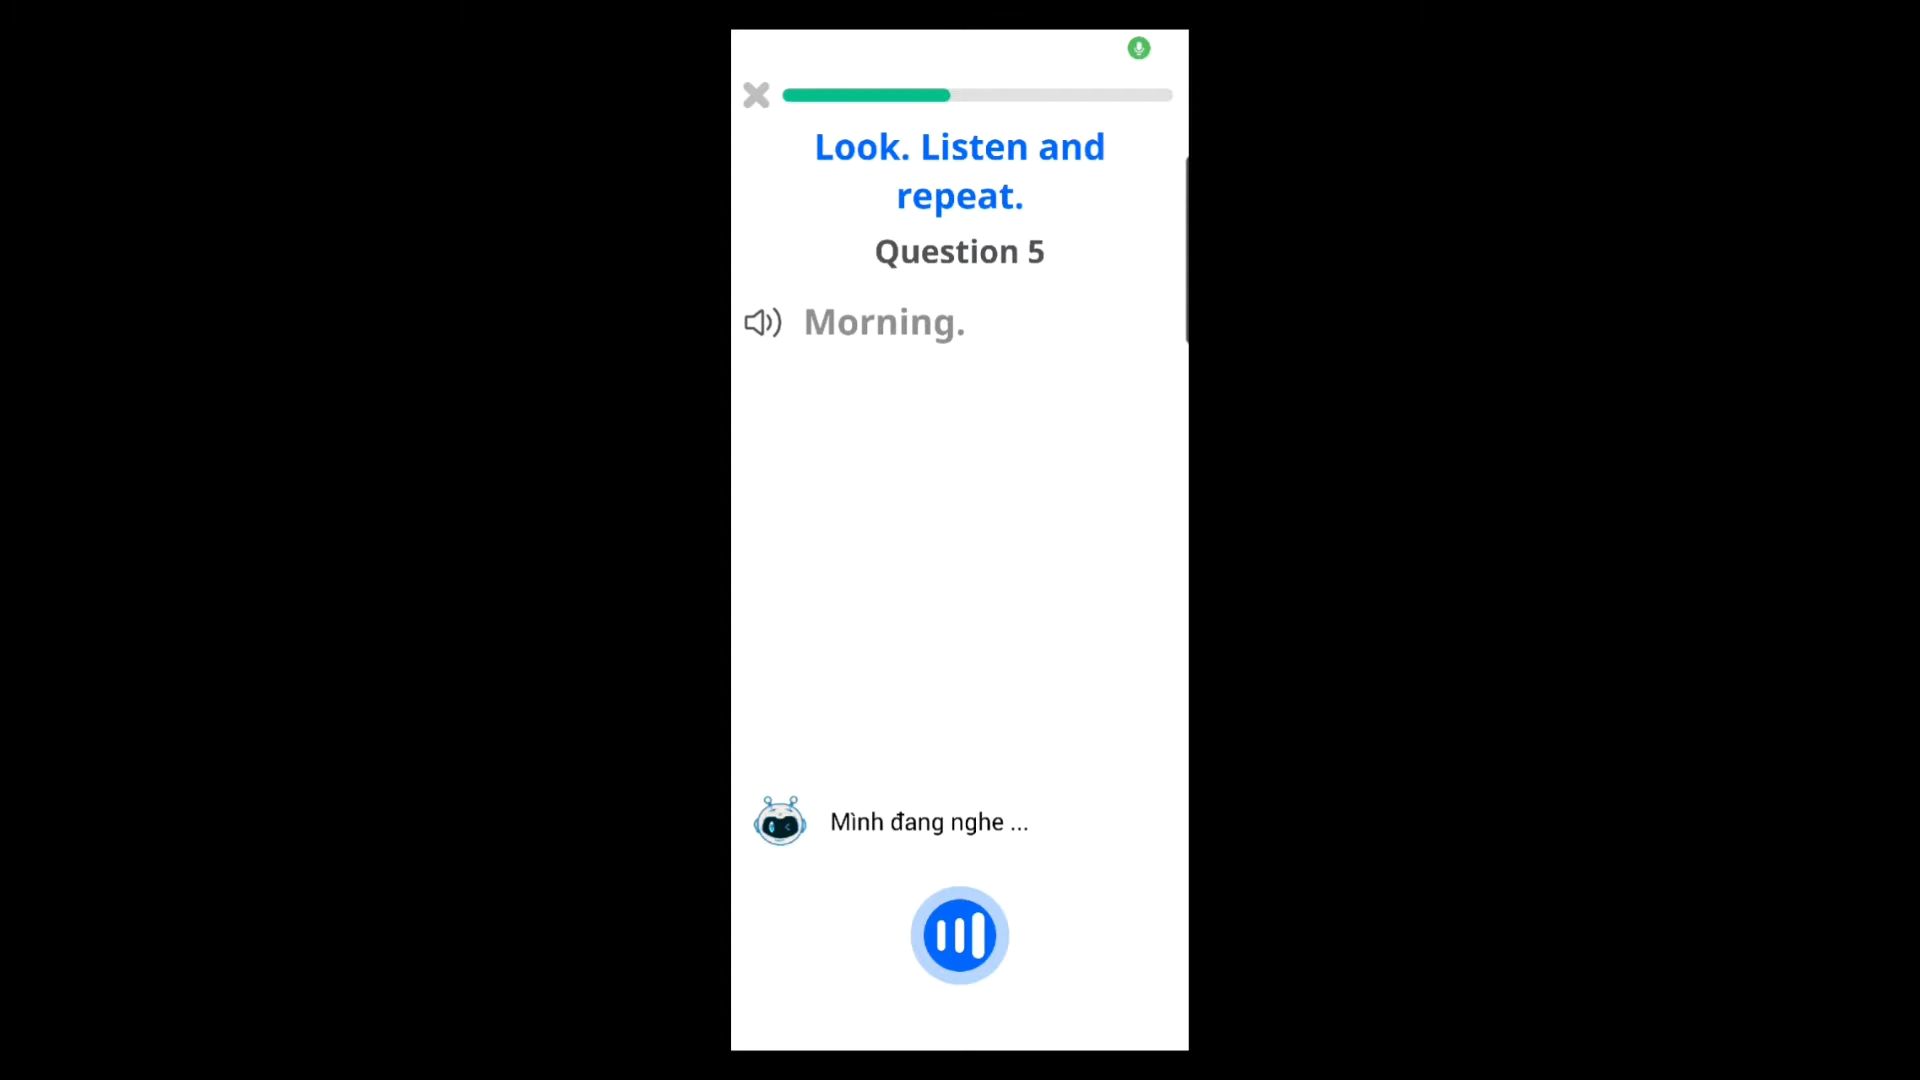 Look. Listen and
repeat.
Question 5
Morning.
Mình đang nghe ...